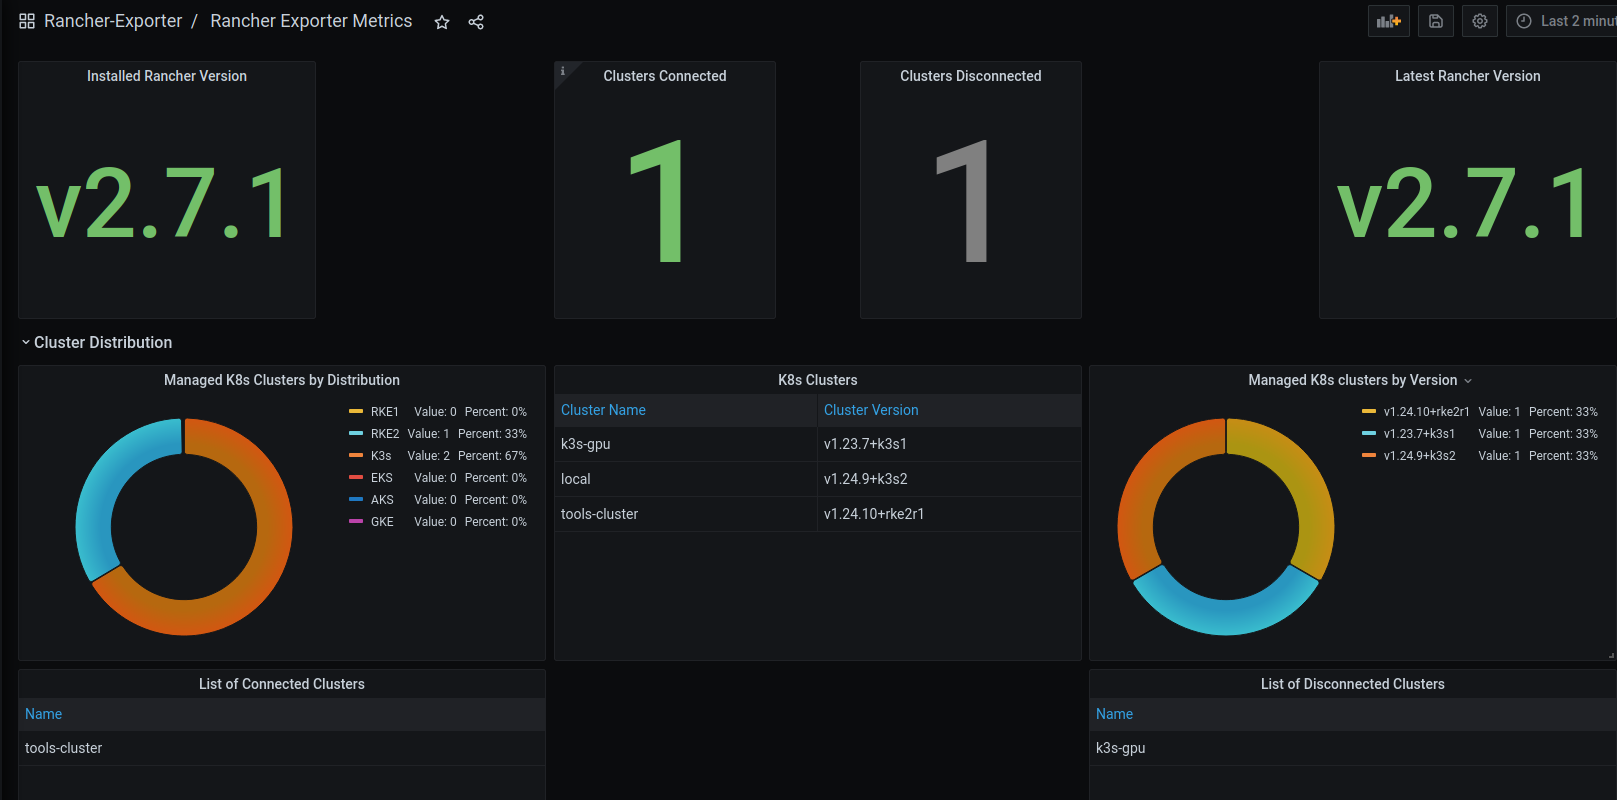 Rancher-Exporter / Rancher Exporter Metrics
Last 2 minut
Installed Rancher Version
v2.7.1
i
Clusters Connected
1
Clusters Disconnected
1
Latest Rancher Version
v2.7.1
Cluster Distribution
Managed K8s Clusters by Distribution
RKE1 Value: 0 Percent: 0%
RKE2 Value: 1 Percent: 33%
K3s Value: 2 Percent: 67%
EKS Value: 0 Percent: 0%
AKS Value: 0 Percent: 0%
GKE Value: 0 Percent: 0%
K8s Clusters
Cluster Name Cluster Version
k3s-gpu v1.23.7+k3s1
local v1.24.9+k3s2
tools-cluster v1.24.10+rke2r1
Managed K8s clusters by Version
v1.24.10+rke2r1 Value: 1 Percent: 33%
v1.23.7+k3s1 Value: 1 Percent: 33%
v1.24.9+k3s2 Value: 1 Percent: 33%
List of Connected Clusters
Name
tools-cluster
List of Disconnected Clusters
Name
k3s-gpu